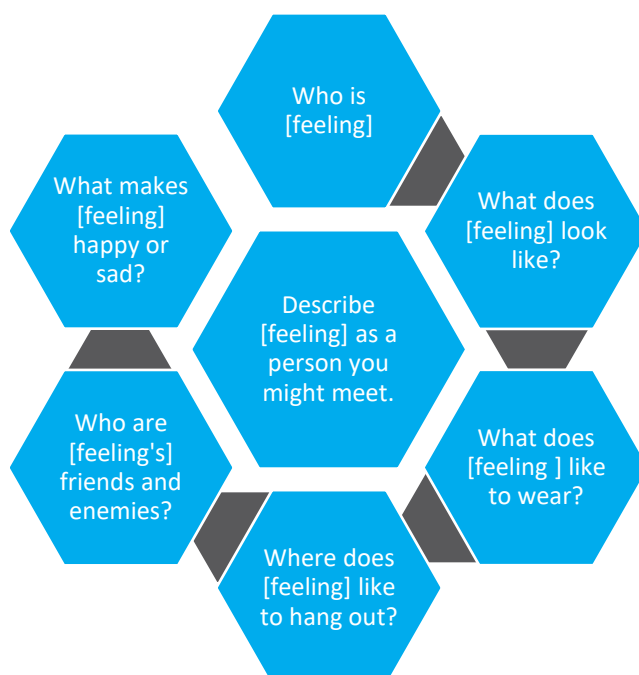 Who is
[feeling]
What does
[feeling] look
like?
What does
[feeling ] like
to wear?
Where does
[feeling] like
to hang out?
Who are
[feeling's]
friends and
enemies?
What makes
[feeling]
happy or
sad?
Describe
[feeling] as a
person you
might meet.